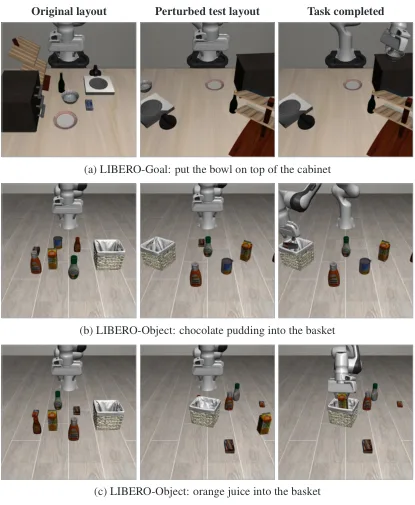 Original layout Perturbed test layout Task completed
(a) LIBERO-Goal: put the bowl on top of the cabinet
(b) LIBERO-Object: chocolate pudding into the basket
(c) LIBERO-Object: orange juice into the basket